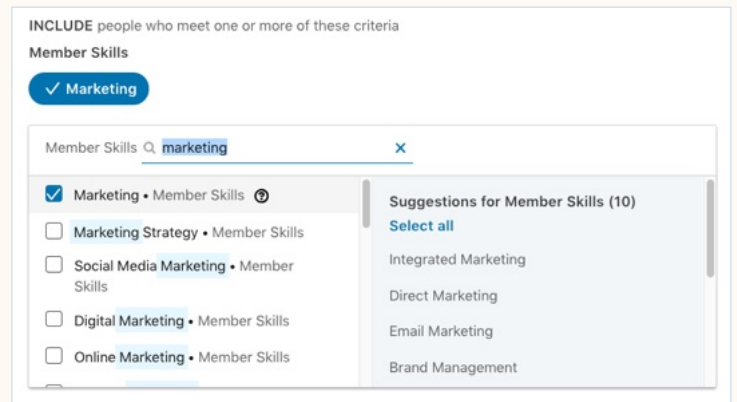 INCLUDE people who meet one or more of these criteria
Member Skills
✓ Marketing
Member Skills marketing ×
Marketing • Member Skills ?
Marketing Strategy • Member Skills
Social Media Marketing • Member
Skills
Digital Marketing • Member Skills
Online Marketing • Member Skills
Suggestions for Member Skills (10)
Select all
Integrated Marketing
Direct Marketing
Email Marketing
Brand Management